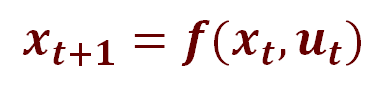 x_{t+1} = f(x_t, u_t)